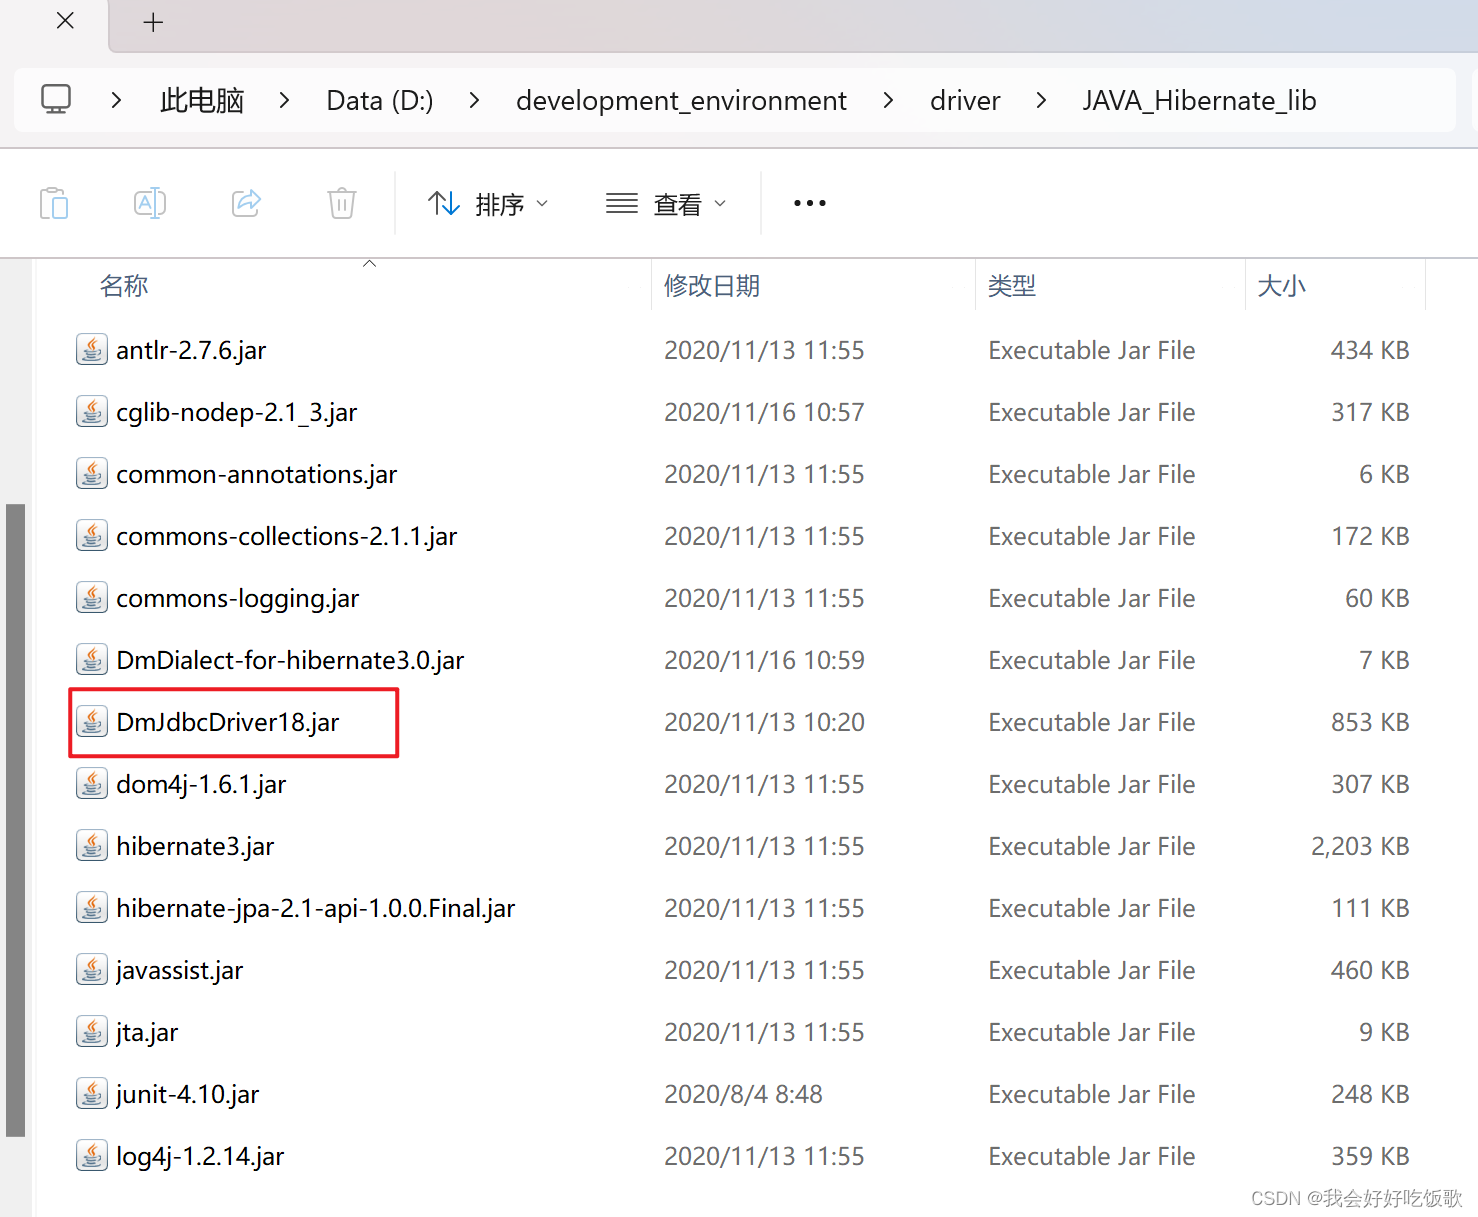 此电脑 Data (D:) development_environment driver JAVA_Hibernate_lib
排序 查看
名称 修改日期 类型 大小
antlr-2.7.6.jar 2020/11/13 11:55 Executable Jar File 434 KB
cglib-nodep-2.1_3.jar 2020/11/16 10:57 Executable Jar File 317 KB
common-annotations.jar 2020/11/13 11:55 Executable Jar File 6 KB
commons-collections-2.1.1.jar 2020/11/13 11:55 Executable Jar File 172 KB
commons-logging.jar 2020/11/13 11:55 Executable Jar File 60 KB
DmDialect-for-hibernate3.0.jar 2020/11/16 10:59 Executable Jar File 7 KB
DmJdbcDriver18.jar 2020/11/13 10:20 Executable Jar File 853 KB
dom4j-1.6.1.jar 2020/11/13 11:55 Executable Jar File 307 KB
hibernate3.jar 2020/11/13 11:55 Executable Jar File 2,203 KB
hibernate-jpa-2.1-api-1.0.0.Final.jar 2020/11/13 11:55 Executable Jar File 111 KB
javassist.jar 2020/11/13 11:55 Executable Jar File 460 KB
jta.jar 2020/11/13 11:55 Executable Jar File 9 KB
junit-4.10.jar 2020/8/4 8:48 Executable Jar File 248 KB
log4j-1.2.14.jar 2020/11/13 11:55 Executable Jar File 359 KB
CSDN @我会好好吃饭歌